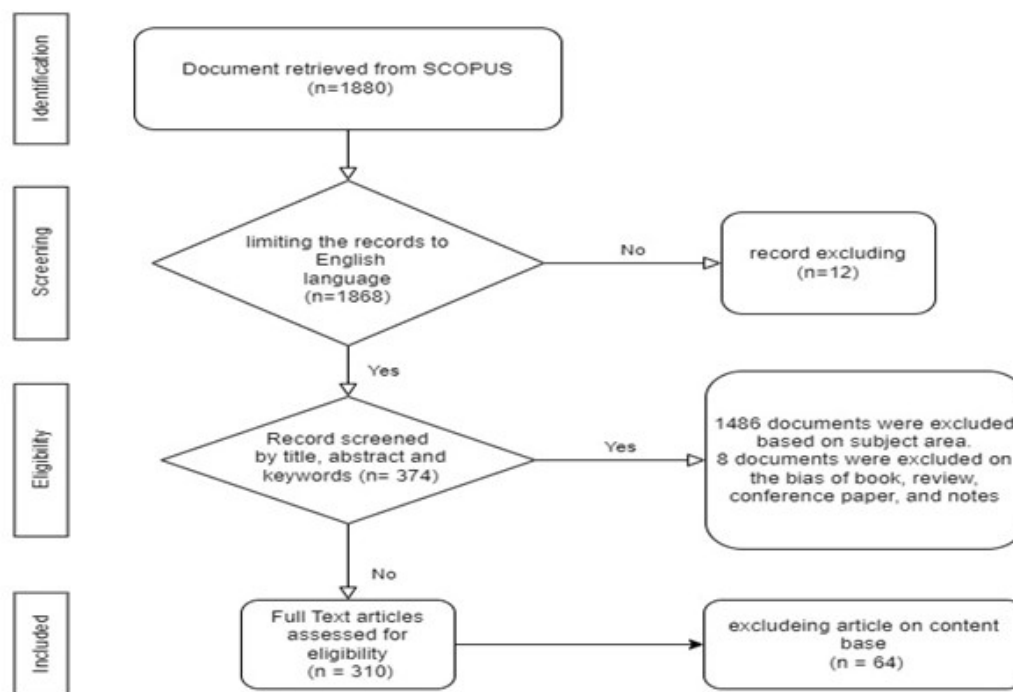 Identification
Document retrieved from SCOPUS
(n=1880)
Screening
limiting the records to
English
language
(n=1868)
No
record excluding
(n=12)
Yes
Eligibility
Record screened
by title, abstract and
keywords (n= 374)
Yes
1486 documents were excluded
based on subject area.
8 documents were excluded on
the bias of book, review,
conference paper, and notes
No
Included
Full Text articles
assessed for
eligibility
(n = 310)
excludeing article on content
base
(n = 64)